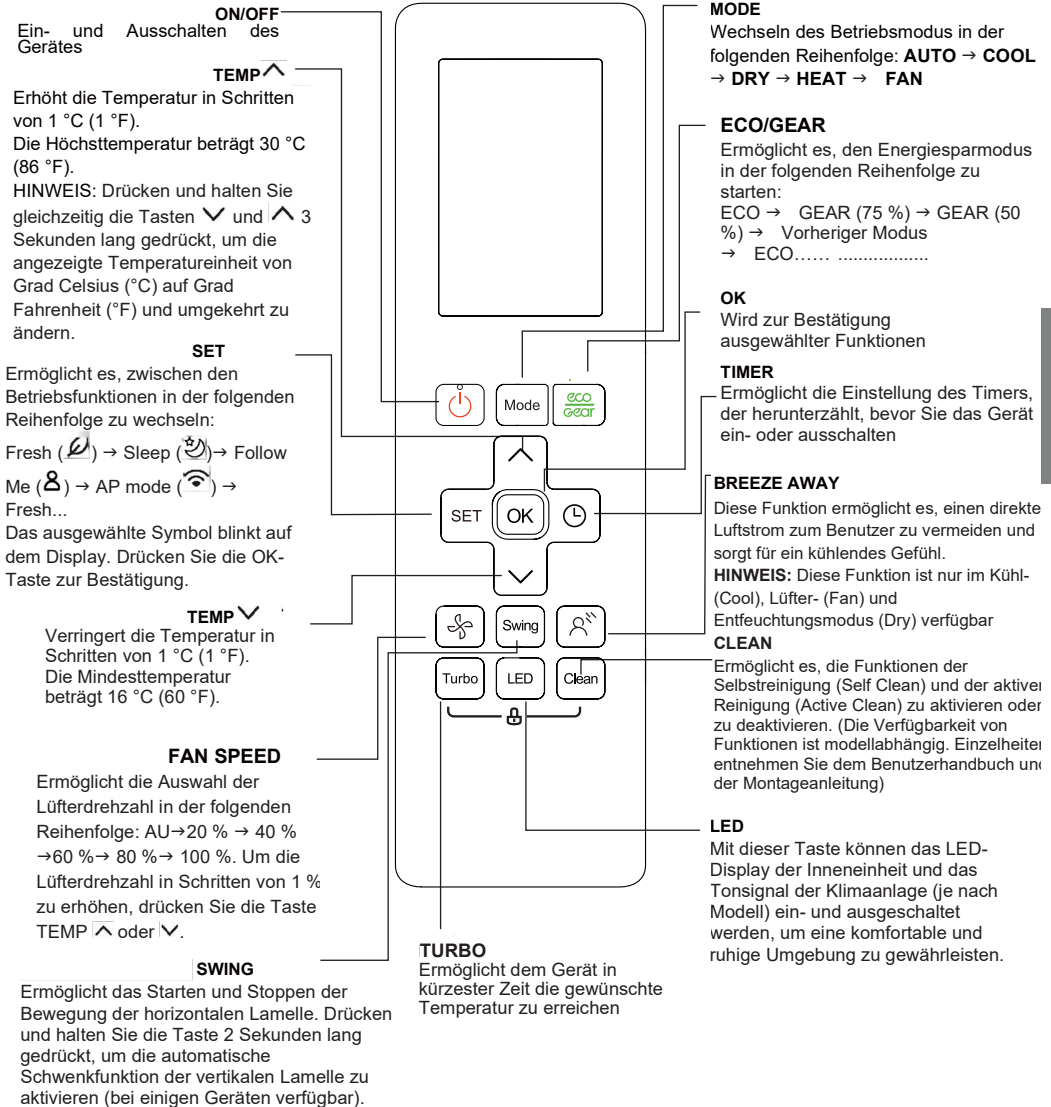 ON/OFF
Ein- und Ausschalten des
Gerätes
TEMP
Erhöht die Temperatur in Schritten
von 1 °C (1 °F).
Die Höchsttemperatur beträgt 30 °C
(86 °F).
HINWEIS: Drücken und halten Sie
gleichzeitig die Tasten und 3
Sekunden lang gedrückt, um die
angezeigte Temperatureinheit von
Grad Celsius (°C) auf Grad
Fahrenheit (°F) und umgekehrt zu
ändern.
SET
Ermöglicht es, zwischen den
Betriebsfunktionen in der folgenden
Reihenfolge zu wechseln:
Fresh ( ) → Sleep ( )→ Follow
Me ( ) → AP mode ( ) →
Fresh...
Das ausgewählte Symbol blinkt auf
dem Display. Drücken Sie die OK-
Taste zur Bestätigung.
TEMP
Verringert die Temperatur in
Schritten von 1 °C (1 °F).
Die Mindesttemperatur
beträgt 16 °C (60 °F).
FAN SPEED
Ermöglicht die Auswahl der
Lüfterdrehzahl in der folgenden
Reihenfolge: AU→20 % → 40 %
→60 %→ 80 %→ 100 %. Um die
Lüfterdrehzahl in Schritten von 1 %
zu erhöhen, drücken Sie die Taste
TEMP oder .
SWING
Ermöglicht das Starten und Stoppen der
Bewegung der horizontalen Lamelle. Drücken
und halten Sie die Taste 2 Sekunden lang
gedrückt, um die automatische
Schwenkfunktion der vertikalen Lamelle zu
aktivieren (bei einigen Geräten verfügbar).
Mode
eco
Gear
SET
OK
Swing
Turbo
LED
Clean
TURBO
Ermöglicht dem Gerät in
kürzester Zeit die gewünschte
Temperatur zu erreichen
MODE
Wechseln des Betriebsmodus in der
folgenden Reihenfolge: AUTO → COOL
→ DRY → HEAT → FAN
ECO/GEAR
Ermöglicht es, den Energiesparmodus
in der folgenden Reihenfolge zu
starten:
ECO → GEAR (75 %) → GEAR (50
%) → Vorheriger Modus
→ ECO…… ..................
OK
Wird zur Bestätigung
ausgewählter Funktionen
TIMER
Ermöglicht die Einstellung des Timers,
der herunterzählt, bevor Sie das Gerät
ein- oder ausschalten
BREEZE AWAY
Diese Funktion ermöglicht es, einen direkte
Luftstrom zum Benutzer zu vermeiden und
sorgt für ein kühlendes Gefühl.
HINWEIS: Diese Funktion ist nur im Kühl-
(Cool), Lüfter- (Fan) und
Entfeuchtungsmodus (Dry) verfügbar
CLEAN
Ermöglicht es, die Funktionen der
Selbstreinigung (Self Clean) und der aktiven
Reinigung (Active Clean) zu aktivieren oder
zu deaktivieren. (Die Verfügbarkeit von
Funktionen ist modellabhängig. Einzelheiten
entnehmen Sie dem Benutzerhandbuch und
der Montageanleitung)
LED
Mit dieser Taste können das LED-
Display der Inneneinheit und das
Tonsignal der Klimaanlage (je nach
Modell) ein- und ausgeschaltet
werden, um eine komfortable und
ruhige Umgebung zu gewährleisten.